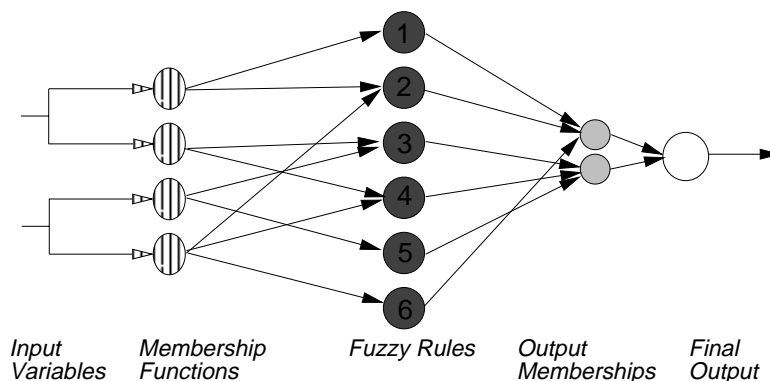 1
2
3
4
5
6
Input Variables
Membership Functions
Fuzzy Rules
Output Memberships
Final Output